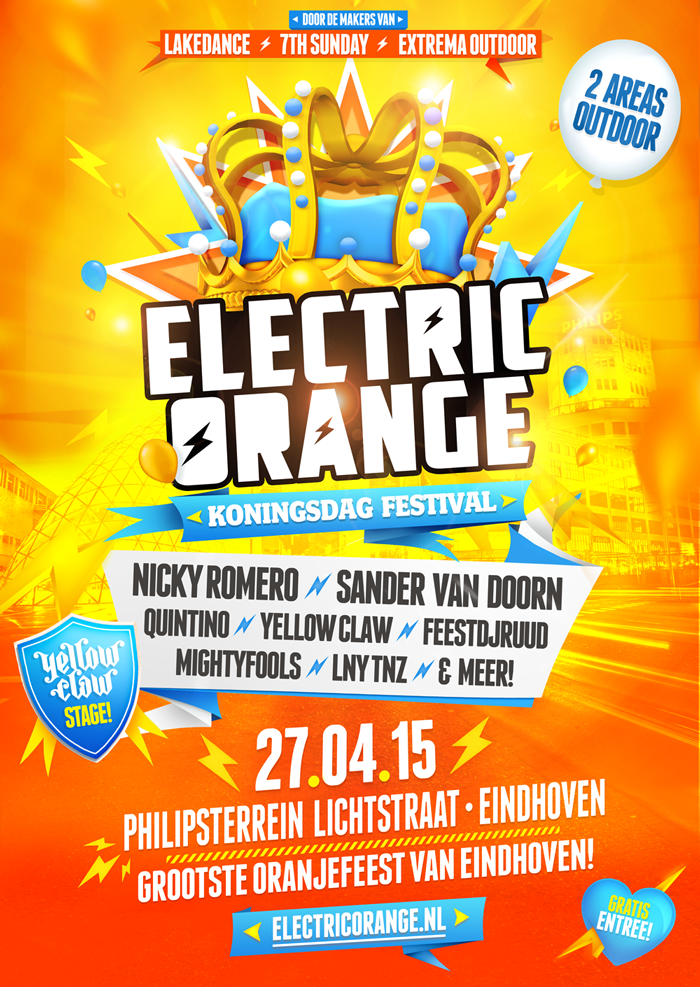 DOOR DE MAKERS VAN
LAKEDANCE 7TH SUNDAY EXTREMA OUTDOOR
2 AREAS
OUTDOOR
PHILIPS
ELECTRIC
ORANGE
KONINGSDAG FESTIVAL
NICKY ROMERO SANDER VAN DOORN
QUINTINO YELLOW CLAW FEESTDJRUUD
MIGHTYFOOLS LNY TNZ & MEER!
yellow
claw
STAGE!
27.04.15
PHILIPSTERREIN LICHTSTRAAT • EINDHOVEN
GROOTSTE ORANJEFEEST VAN EINDHOVEN!
ELECTRICORANGE.NL
GRATIS
ENTREE!